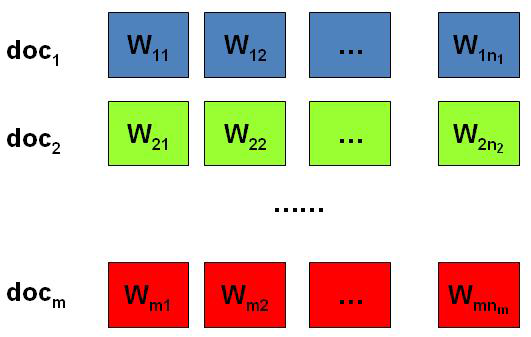 doc₁ W₁₁ W₁₂ ... W₁ₙ₁
doc₂ W₂₁ W₂₂ ... W₂ₙ₂
......
docₘ Wₘ₁ Wₘ₂ ... Wₘₙₘ